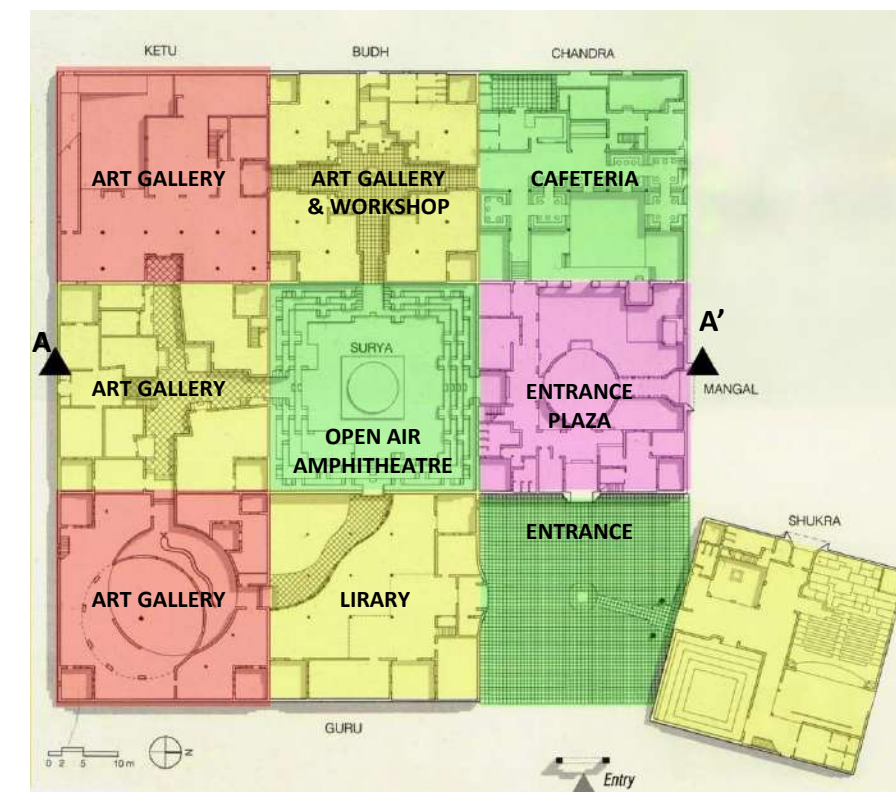 KETU
BUDH
CHANDRA
ART GALLERY
ART GALLERY
& WORKSHOP
CAFETERIA
A
SURYA
A’
MANGAL
ART GALLERY
OPEN AIR
AMPHITHEATRE
ENTRANCE
PLAZA
ENTRANCE
SHUKRA
ART GALLERY
LIRARY
GURU
N
0 2 5 10 m
Entry